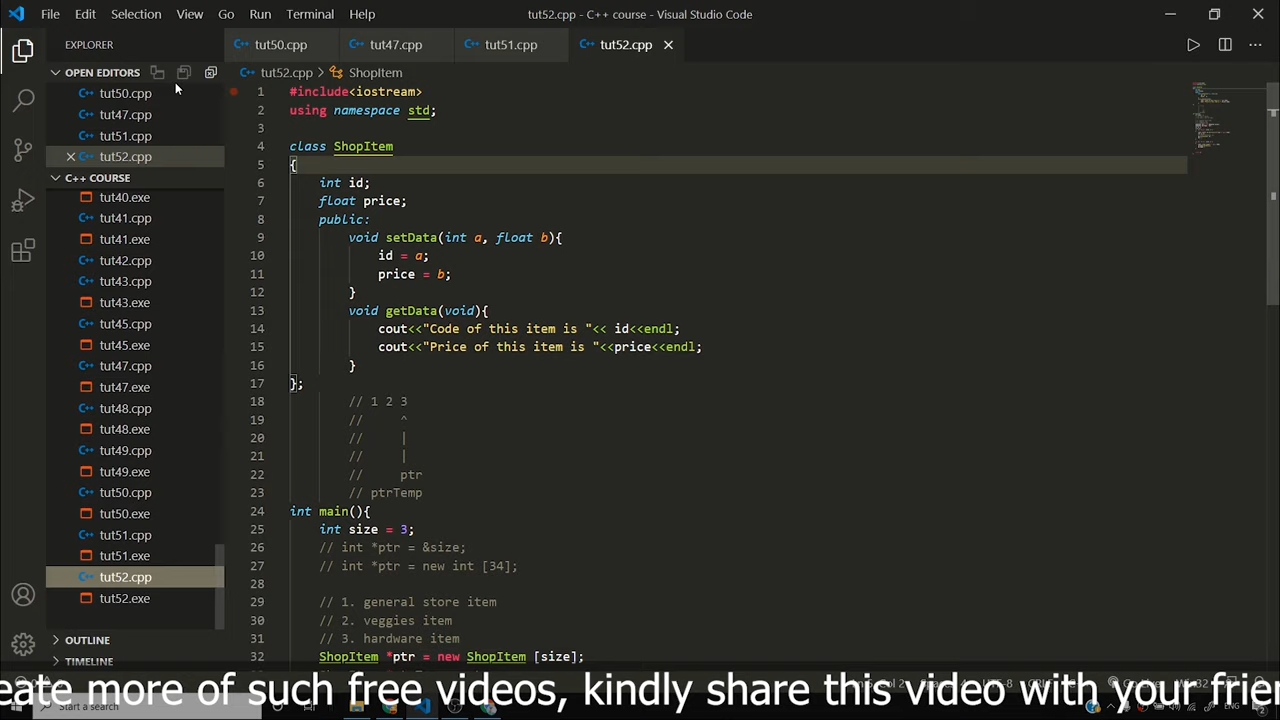 File Edit Selection View Go Run Terminal Help
tut52.cpp - C++ course - Visual Studio Code
EXPLORER
tut50.cpp
tut47.cpp
tut51.cpp
tut52.cpp
OPEN EDITORS
tut50.cpp
tut47.cpp
tut51.cpp
tut52.cpp
C++ COURSE
tut40.exe
tut41.cpp
tut41.exe
tut42.cpp
tut43.cpp
tut43.exe
tut45.cpp
tut45.exe
tut47.cpp
tut47.exe
tut48.cpp
tut48.exe
tut49.cpp
tut49.exe
tut50.cpp
tut50.exe
tut51.cpp
tut51.exe
tut52.cpp
tut52.exe
OUTLINE
TIMELINE
tut52.cpp > ShopItem
1 #include<iostream>
2 using namespace std;
3
4 class ShopItem
5 {
6 int id;
7 float price;
8 public:
9 void setData(int a, float b){
10 id = a;
11 price = b;
12 }
13 void getData(void){
14 cout<<"Code of this item is "<< id<<endl;
15 cout<<"Price of this item is "<<price<<endl;
16 }
17 };
18 // 1 2 3
19 // ^
20 // |
21 // |
22 // ptr
23 // ptrTemp
24 int main(){
25 int size = 3;
26 // int *ptr = &size;
27 // int *ptr = new int [34];
28
29 // 1. general store item
30 // 2. veggies item
31 // 3. hardware item
32 ShopItem *ptr = new ShopItem [size];
eate more of such free videos, kindly share this video with your frien
Start a search
ENG